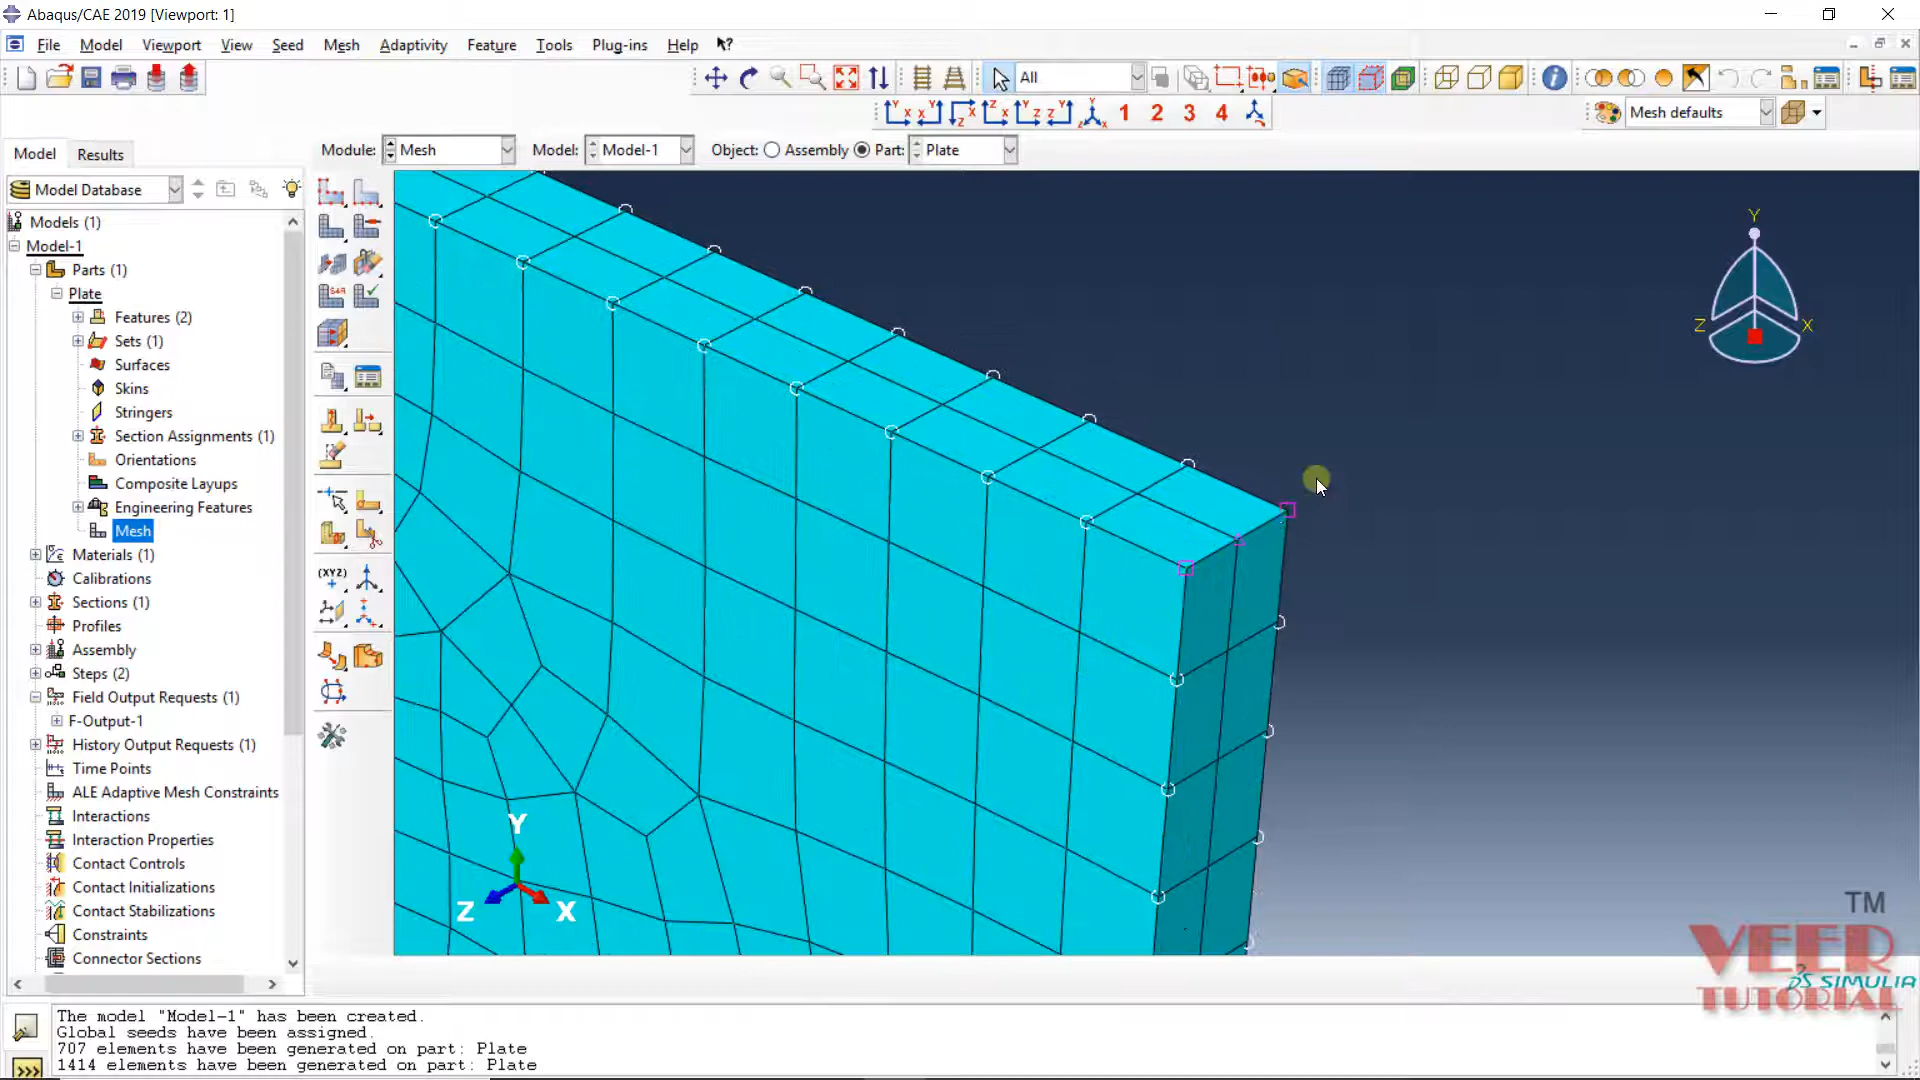 Abaqus/CAE 2019 [Viewport: 1]
File Model Viewport View Seed Mesh Adaptivity Feature Tools Plug-ins Help
All
1 2 3 4
Mesh defaults
Model Results
Module: Mesh Model: Model-1 Object: Assembly Part: Plate
Model Database
Models (1)
Model-1
Parts (1)
Plate
Features (2)
Sets (1)
Surfaces
Skins
Stringers
Section Assignments (1)
Orientations
Composite Layups
Engineering Features
Mesh
Materials (1)
Calibrations
Sections (1)
Profiles
Assembly
Steps (2)
Field Output Requests (1)
F-Output-1
History Output Requests (1)
Time Points
ALE Adaptive Mesh Constraints
Interactions
Interaction Properties
Contact Controls
Contact Initializations
Contact Stabilizations
Constraints
Connector Sections
(XYZ)
Y
Z X
Y
Z X
TM
VEER
SIMULIA
TUTORIAL
The model "Model-1" has been created.
Global seeds have been assigned.
707 elements have been generated on part: Plate
1414 elements have been generated on part: Plate
>>>